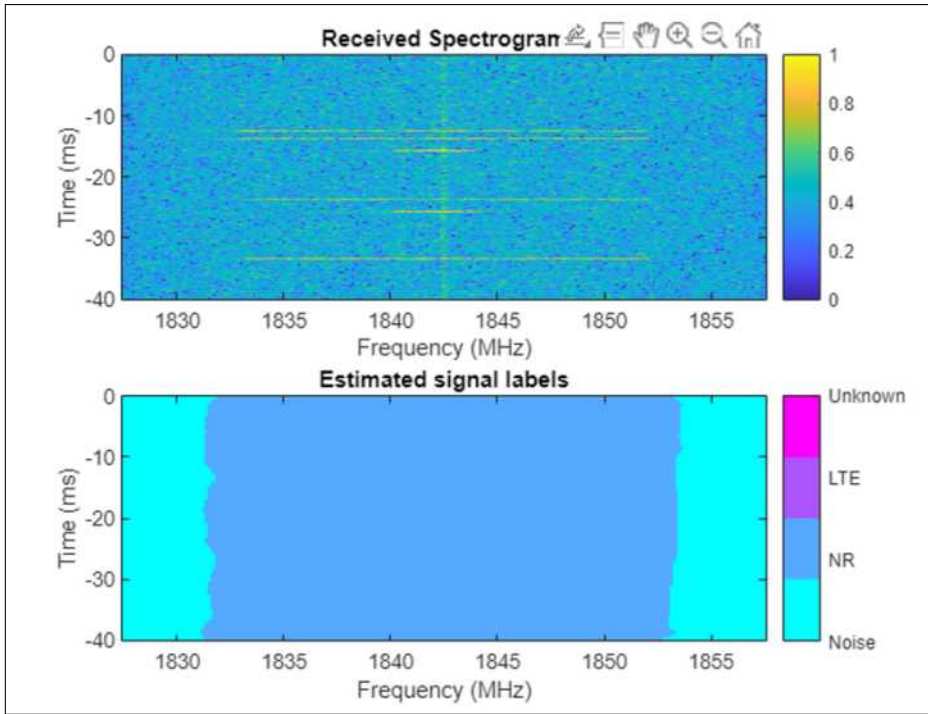 Received Spectrogram
0
-10
-20
-30
-40
Time (ms)
1830 1835 1840 1845 1850 1855
Frequency (MHz)
1
0.8
0.6
0.4
0.2
0
Estimated signal labels
0
-10
-20
-30
-40
Time (ms)
1830 1835 1840 1845 1850 1855
Frequency (MHz)
Unknown
LTE
NR
Noise